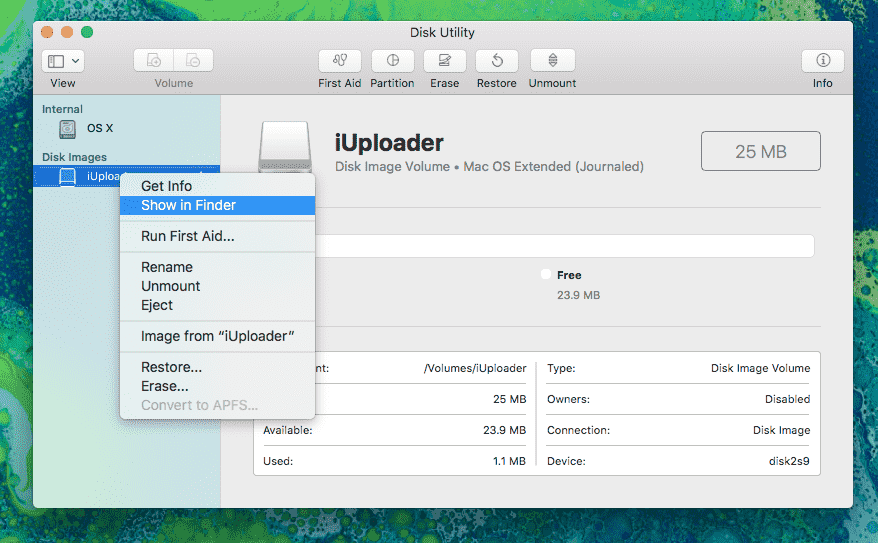 Disk Utility
View
Volume
First Aid
Partition
Erase
Restore
Unmount
Info
Internal
OS X
Disk Images
iUploa
iUploader
Disk Image Volume • Mac OS Extended (Journaled)
25 MB
Get Info
Show in Finder
Run First Aid...
Rename
Unmount
Eject
Image from “iUploader”
Restore...
Erase...
Convert to APFS...
Free
23.9 MB
nt: /Volumes/iUploader
25 MB
Available: 23.9 MB
Used: 1.1 MB
Type: Disk Image Volume
Owners: Disabled
Connection: Disk Image
Device: disk2s9